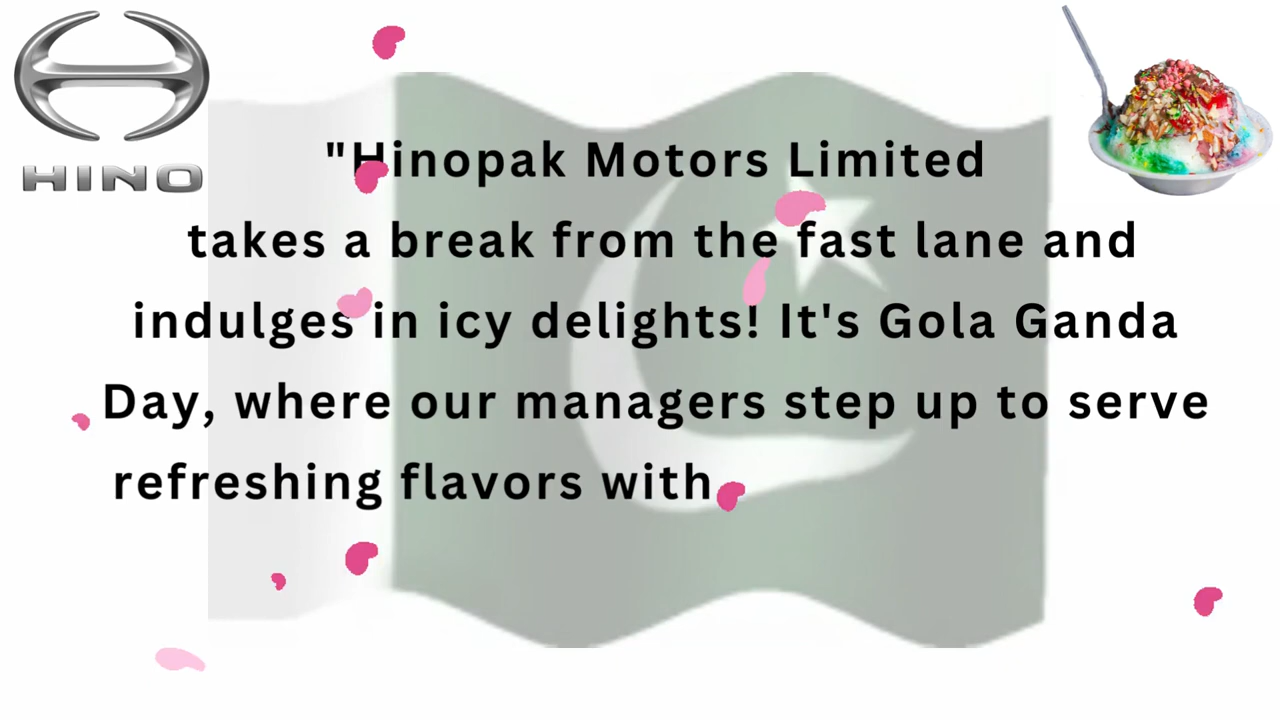 HINO
"Hinopak Motors Limited
takes a break from the fast lane and
indulges in icy delights! It's Gola Ganda
Day, where our managers step up to serve
refreshing flavors with